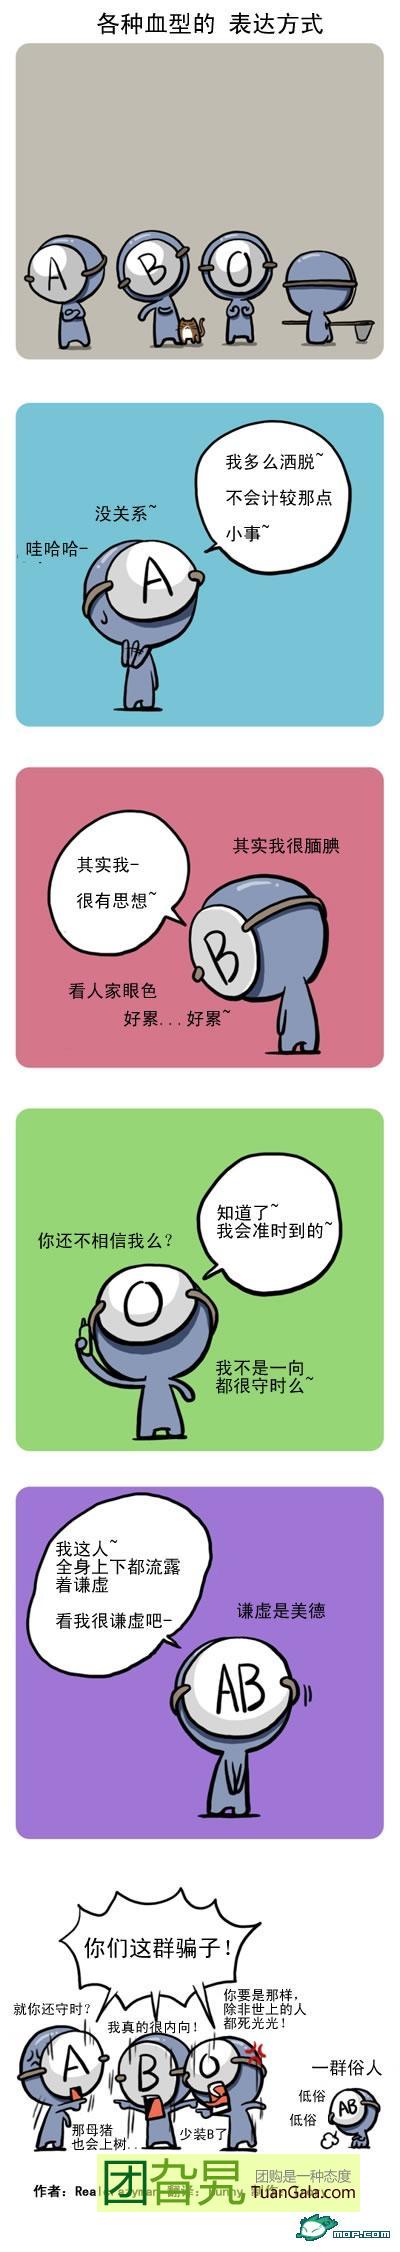 各种血型的 表达方式
A
B
O
我多么洒脱~
不会计较那点
小事~
没关系~
哇哈哈-
A
其实我很腼腆
其实我-
很有思想~
B
看人家眼色
好累...好累~
知道了~
我会准时到的~
你还不相信我么?
O
我不是一向
都很守时么~
我这人~
全身上下都流露
着谦虚
看我很谦虚吧-
谦虚是美德
AB
你们这群骗子!
就你还守时?
我真的很内向!
你要是那样,
除非世上的人
都死光光!
A
B
O
一群俗人
低俗
低俗
AB
那母猪
也会上树..
少装B了
团购是一种态度
TuanGala.com
作者: Realcrazyman 翻译:
MOP.COM